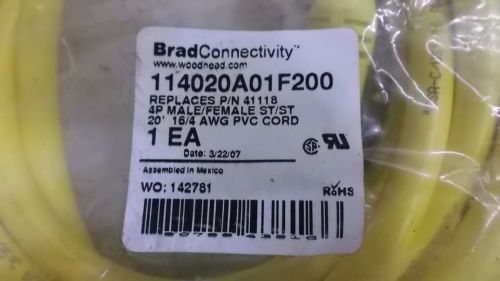 BradConnectivity™
www.woodhead.com
114020A01F200
REPLACES P/N 41118
4P MALE/FEMALE ST/ST
20' 16/4 AWG PVC CORD
1 EA
Date: 3/22/07
Assembled in Mexico
WO: 142781
RoHS